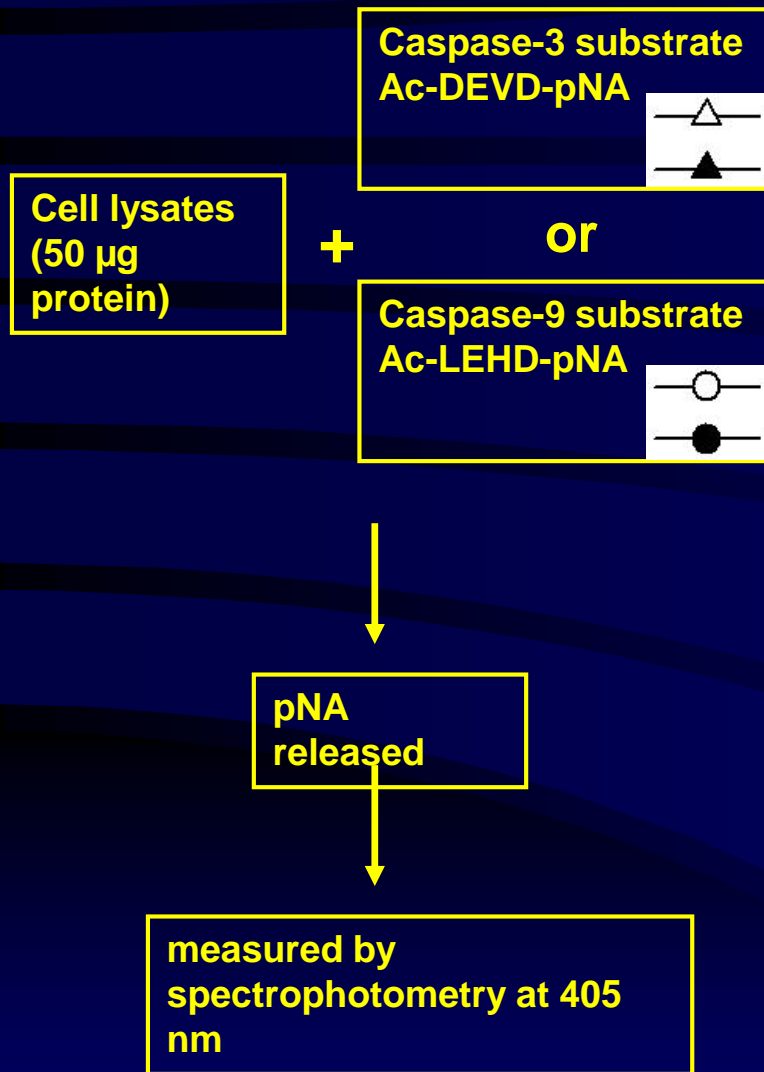 Caspase-3 substrate
Ac-DEVD-pNA
Cell lysates
(50 µg
protein)
+
or
Caspase-9 substrate
Ac-LEHD-pNA
pNA
released
measured by
spectrophotometry at 405
nm